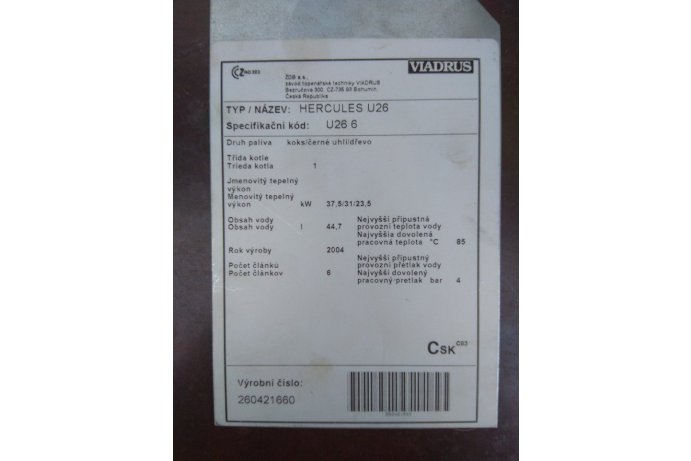 VIADRUS
ŽDB a.s.,
závod topenářské techniky VIADRUS
Bezručova 300, CZ-735 93 Bohumín
Česká Republika
TYP / NÁZEV: HERCULES U26
Specifikační kód: U26 6
Druh paliva koks/černé uhlí/dřevo
Třída kotle
Trieda kotla 1
Jmenovitý tepelný
výkon
Menovitý tepelný
výkon kW 37,5/31/23,5
Obsah vody
Obsah vody l 44,7
Nejvyšší přípustná
provozní teplota vody
Najvyššia dovolená
pracovná teplota °C 85
Rok výroby 2004
Počet článků
Počet článkov 6
Nejvyšší přípustný
provozní přetlak vody
Najvyšší dovolený
pracovný pretlak bar 4
CSK C93
Výrobní číslo:
260421660